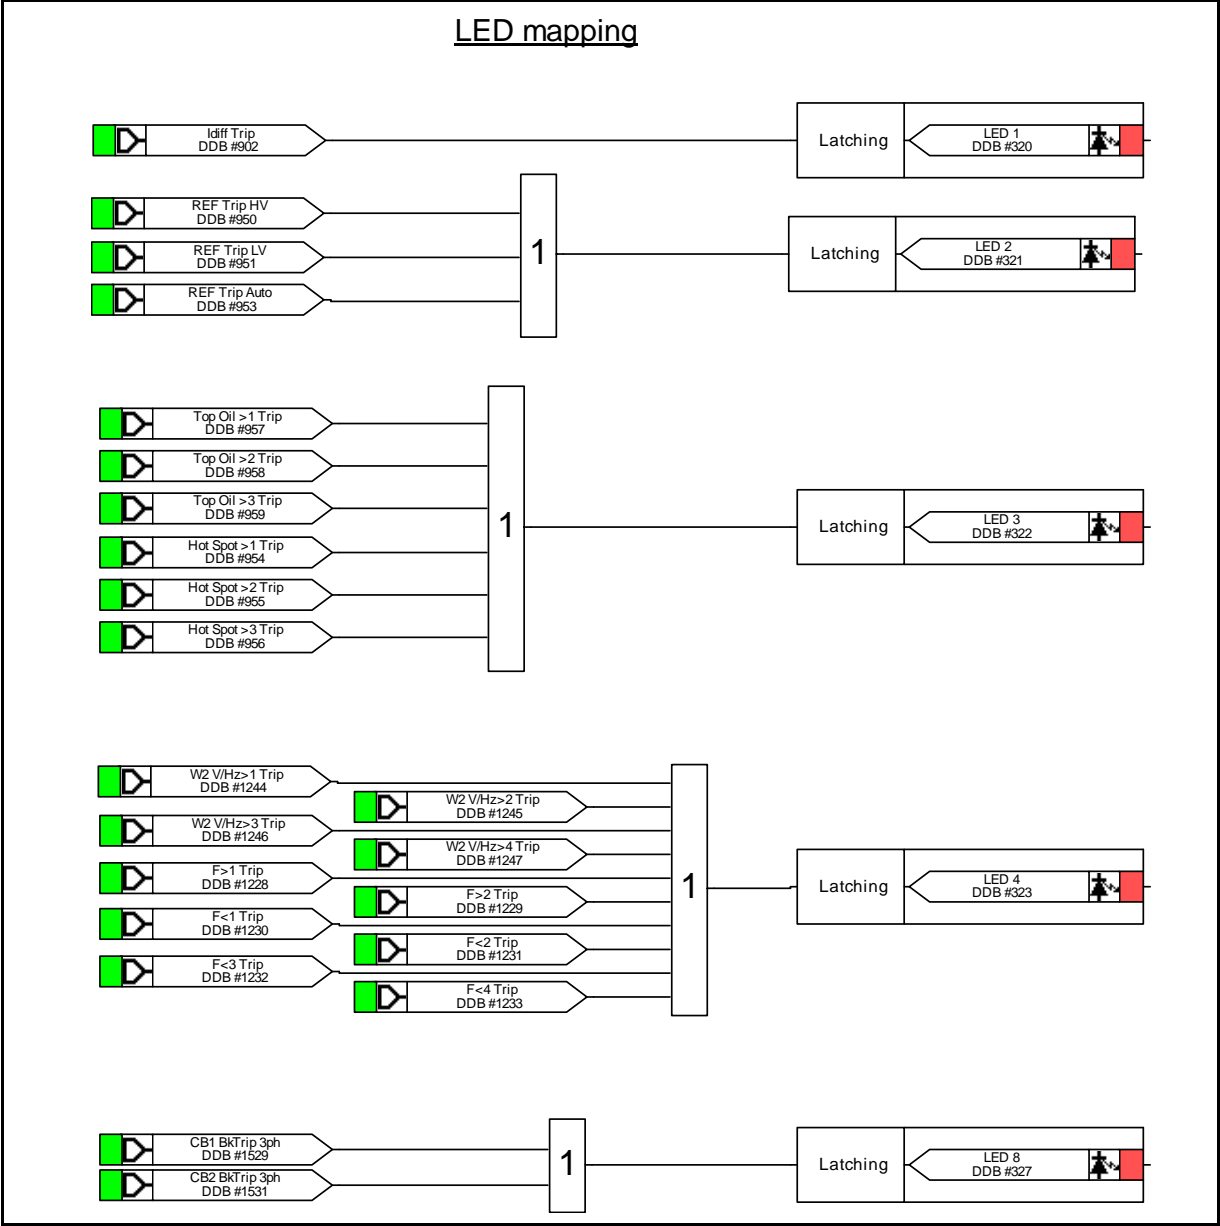 LED mapping
Idiff Trip
DDB #902
Latching
LED 1
DDB #320
REF Trip HV
DDB #950
REF Trip LV
DDB #951
REF Trip Auto
DDB #953
1
Latching
LED 2
DDB #321
Top Oil >1 Trip
DDB #957
Top Oil >2 Trip
DDB #958
Top Oil >3 Trip
DDB #959
Hot Spot >1 Trip
DDB #954
Hot Spot >2 Trip
DDB #955
Hot Spot >3 Trip
DDB #956
1
Latching
LED 3
DDB #322
W2 V/Hz>1 Trip
DDB #1244
W2 V/Hz>2 Trip
DDB #1245
W2 V/Hz>3 Trip
DDB #1246
W2 V/Hz>4 Trip
DDB #1247
F>1 Trip
DDB #1228
F>2 Trip
DDB #1229
F<1 Trip
DDB #1230
F<2 Trip
DDB #1231
F<3 Trip
DDB #1232
F<4 Trip
DDB #1233
1
Latching
LED 4
DDB #323
CB1 BkTrip 3ph
DDB #1529
CB2 BkTrip 3ph
DDB #1531
1
Latching
LED 8
DDB #327